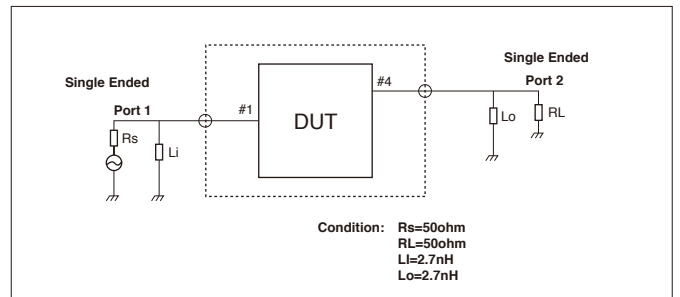 Single Ended
Port 1
Rs
Li
#1
DUT
#4
Single Ended
Port 2
Lo
RL
Condition: Rs=50ohm
RL=50ohm
LI=2.7nH
Lo=2.7nH